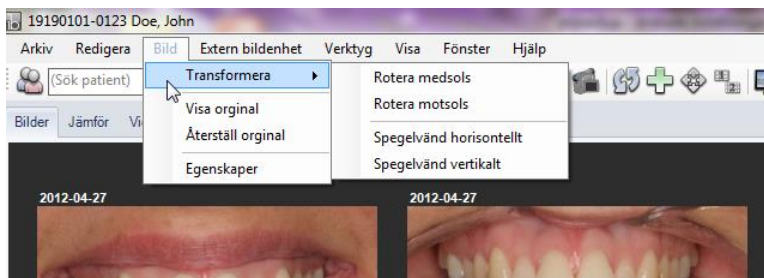 19190101-0123 Doe, John
Arkiv Redigera Bild Extern bildenhet Verktyg Visa Fönster Hjälp
(Sök patient)
Transformera
Visa orginal
Återställ orginal
Egenskaper
Rotera medsols
Rotera motsols
Spegelvänd horisontellt
Spegelvänd vertikalt
Bilder Jämför
2012-04-27 2012-04-27